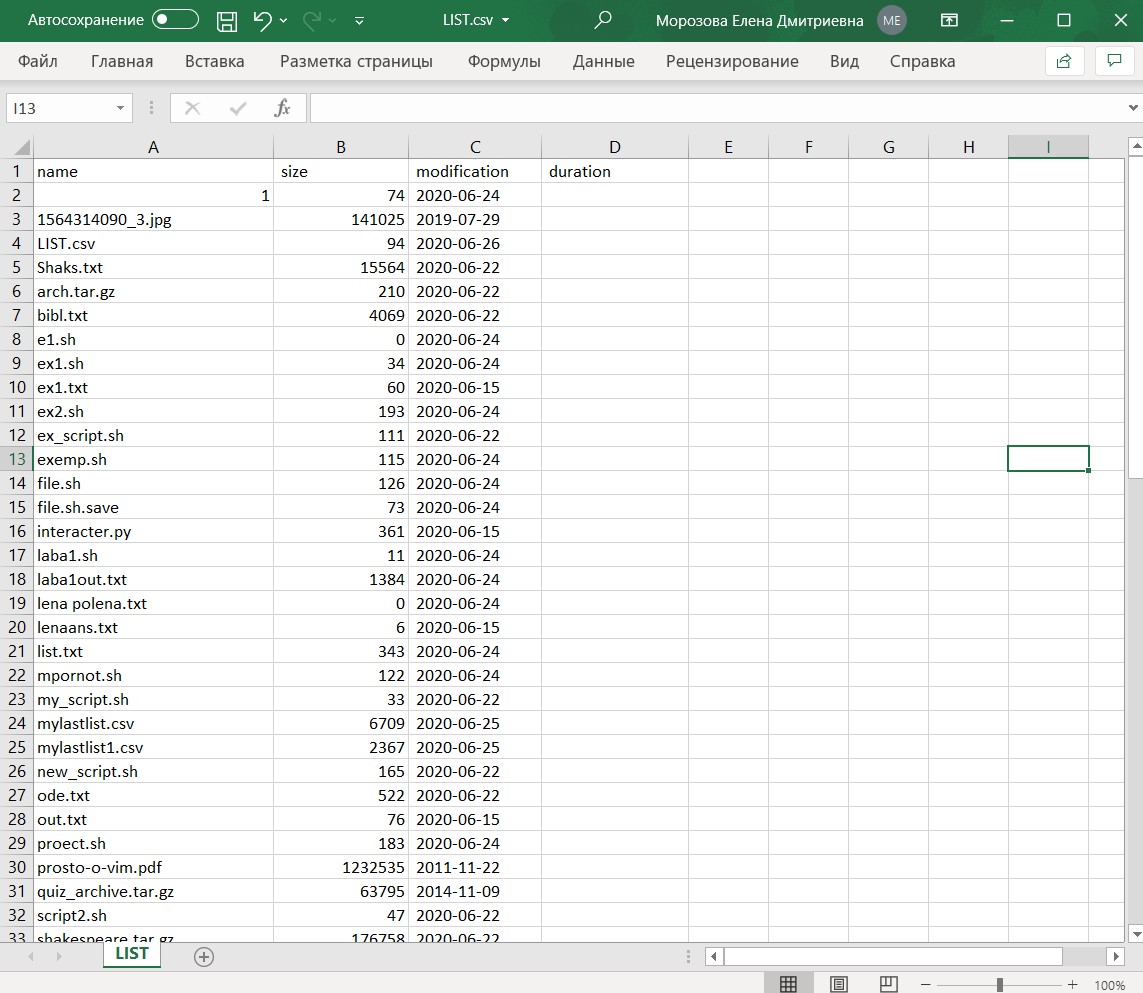 Автосохранение LIST.csv Морозова Елена Дмитриевна МЕ
Файл Главная Вставка Разметка страницы Формулы Данные Рецензирование Вид Справка
I13 fx
A B C D E F G H I
1 name size modification duration
2 1 74 2020-06-24
3 1564314090_3.jpg 141025 2019-07-29
4 LIST.csv 94 2020-06-26
5 Shaks.txt 15564 2020-06-22
6 arch.tar.gz 210 2020-06-22
7 bibl.txt 4069 2020-06-22
8 e1.sh 0 2020-06-24
9 ex1.sh 34 2020-06-24
10 ex1.txt 60 2020-06-15
11 ex2.sh 193 2020-06-24
12 ex_script.sh 111 2020-06-22
13 exemp.sh 115 2020-06-24
14 file.sh 126 2020-06-24
15 file.sh.save 73 2020-06-24
16 interacter.py 361 2020-06-15
17 laba1.sh 11 2020-06-24
18 laba1out.txt 1384 2020-06-24
19 lena polena.txt 0 2020-06-24
20 lenaans.txt 6 2020-06-15
21 list.txt 343 2020-06-24
22 mpornot.sh 122 2020-06-24
23 my_script.sh 33 2020-06-22
24 mylastlist.csv 6709 2020-06-25
25 mylastlist1.csv 2367 2020-06-25
26 new_script.sh 165 2020-06-22
27 ode.txt 522 2020-06-22
28 out.txt 76 2020-06-15
29 proect.sh 183 2020-06-24
30 prosto-o-vim.pdf 1232535 2011-11-22
31 quiz_archive.tar.gz 63795 2014-11-09
32 script2.sh 47 2020-06-22
33 shakespeare.tar.gz 176758 2020-06-22
LIST
100%